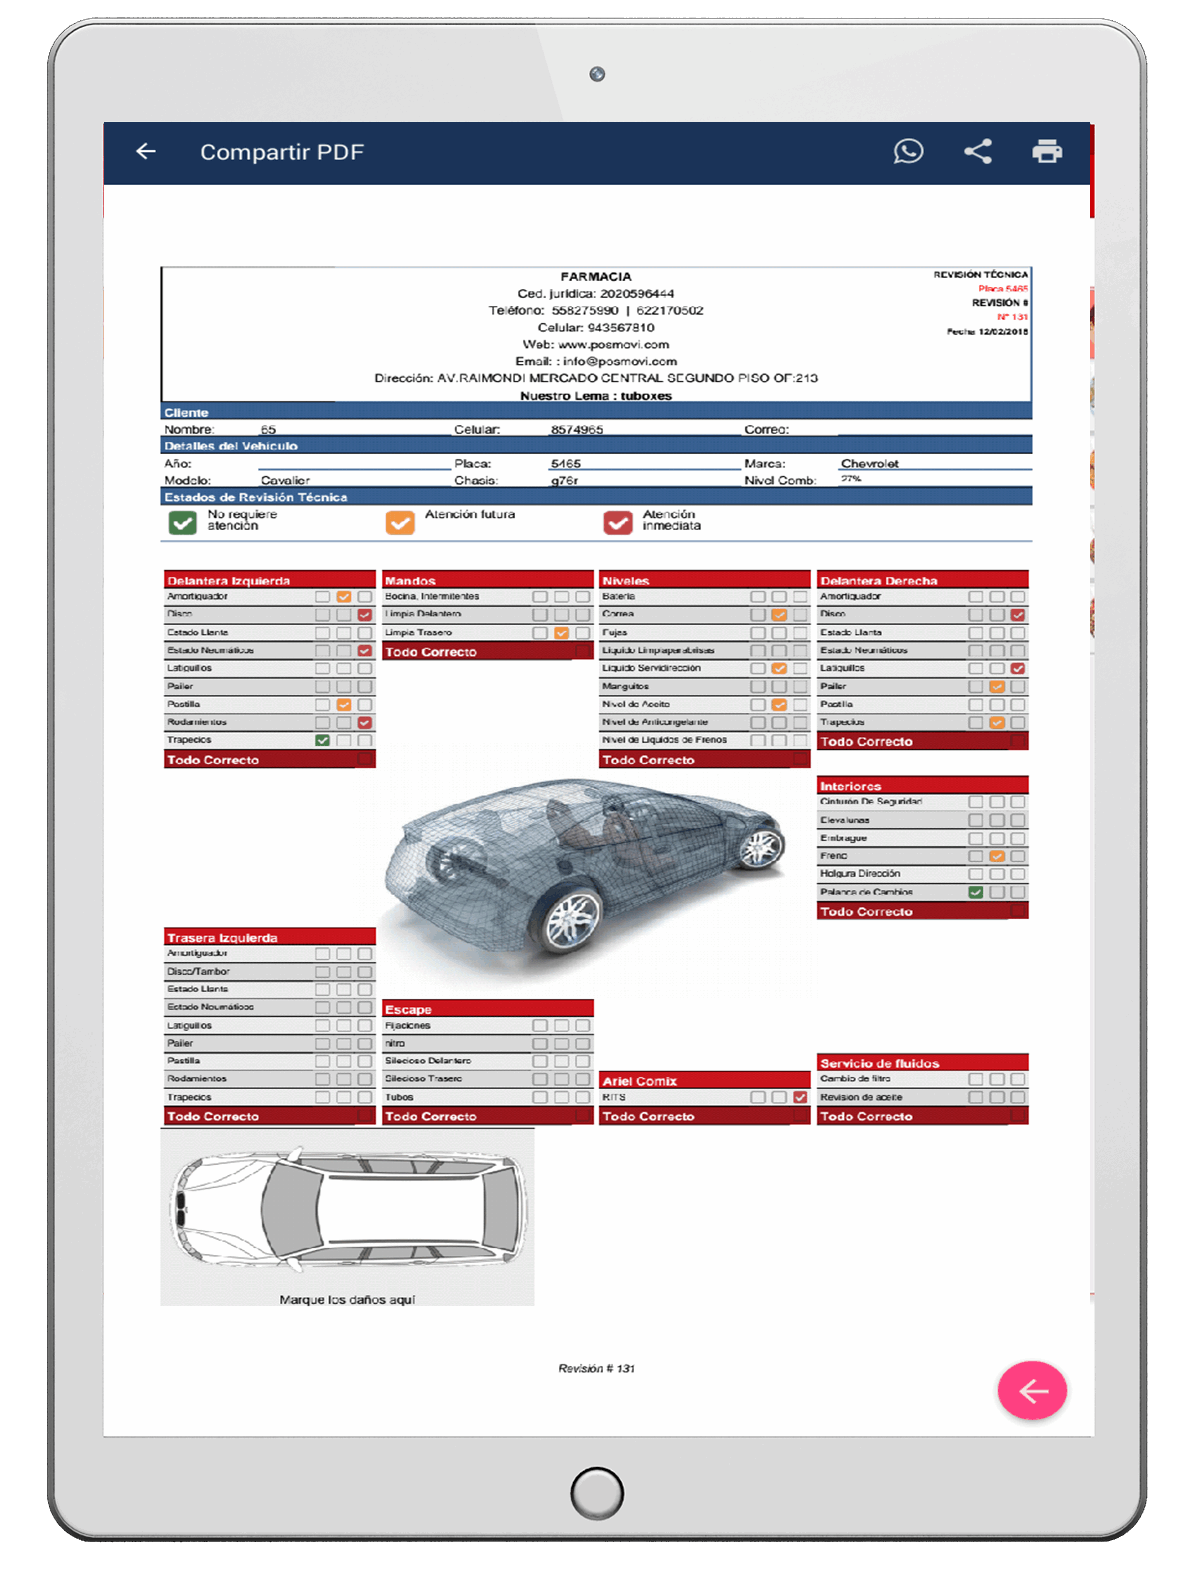 Compartir PDF
FARMACIA
Ced. jurídica: 2020596444
Teléfono: 558275990 | 622170502
Celular: 943567810
Web: www.posmovi.com
Email: : info@posmovi.com
Dirección: AV.RAIMONDI MERCADO CENTRAL SEGUNDO PISO OF:213
Nuestro Lema : tuboxes
REVISIÓN TÉCNICA
Placa 5465
REVISIÓN #
N° 131
Fecha 12/02/2018
Cliente
Nombre: 65 Celular: 8574965 Correo:
Detalles del Vehículo
Año: Placa: 5465 Marca: Chevrolet
Modelo: Cavalier Chasis: g76r Nivel Comb: 27%
Estados de Revisión Técnica
No requiere
atención
Atención futura
Atención
inmediata
Delantera Izquierda
Amortiguador
Disco
Estado Llanta
Estado Neumáticos
Latiguillos
Pailer
Pastilla
Rodamientos
Trapecios
Todo Correcto
Mandos
Bocina, Intermitentes
Limpia Delantero
Limpia Trasero
Todo Correcto
Niveles
Batería
Correa
Fujas
Liquido Limpiaparabrisas
Liquido Servidirección
Manguitos
Nivel de Aceite
Nivel de Anticongelante
Nivel de Liquidos de Frenos
Todo Correcto
Delantera Derecha
Amortiguador
Disco
Estado Llanta
Estado Neumáticos
Latiguillos
Pailer
Pastilla
Trapecios
Todo Correcto
Interiores
Cinturón De Seguridad
Elevalunas
Embrague
Freno
Holgura Dirección
Palanca de Cambios
Todo Correcto
Trasera Izquierda
Amortiguador
Disco/Tambor
Estado Llanta
Estado Neumáticos
Latiguillos
Pailer
Pastilla
Rodamientos
Trapecios
Todo Correcto
Escape
Fijaciones
nitro
Silecioso Delantero
Silecioso Trasero
Tubos
Todo Correcto
Ariel Comix
RITS
Todo Correcto
Servicio de fluidos
Cambio de filtro
Revision de aceite
Todo Correcto
Marque los daños aquí
Revisión # 131